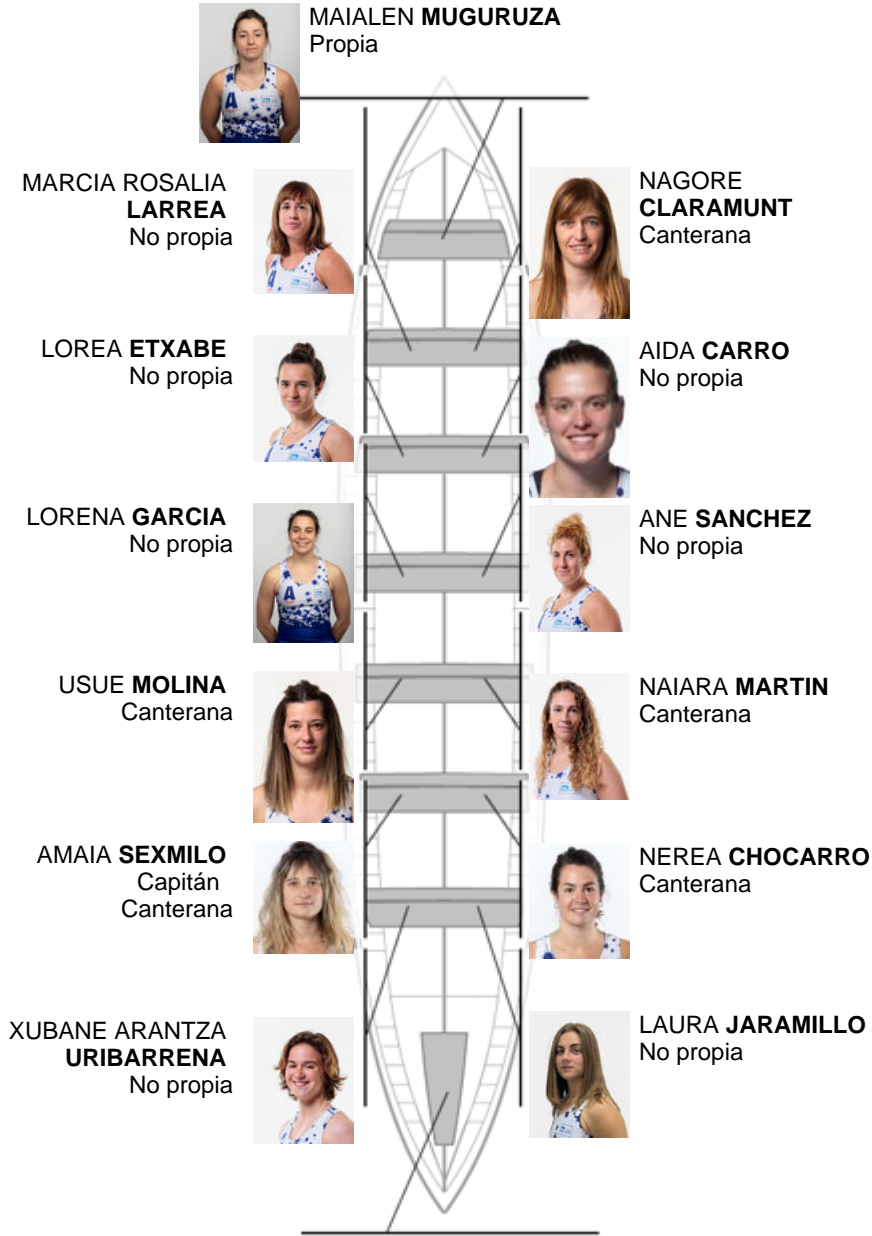 MAIALEN MUGURUZA
Propia
MARCIA ROSALIA
LARREA
No propia
NAGORE
CLARAMUNT
Canterana
LOREA ETXABE
No propia
AIDA CARRO
No propia
LORENA GARCIA
No propia
ANE SANCHEZ
No propia
USUE MOLINA
Canterana
NAIARA MARTIN
Canterana
AMAIA SEXMILO
Capitán
Canterana
NEREA CHOCARRO
Canterana
XUBANE ARANTZA
URIBARRENA
No propia
LAURA JARAMILLO
No propia